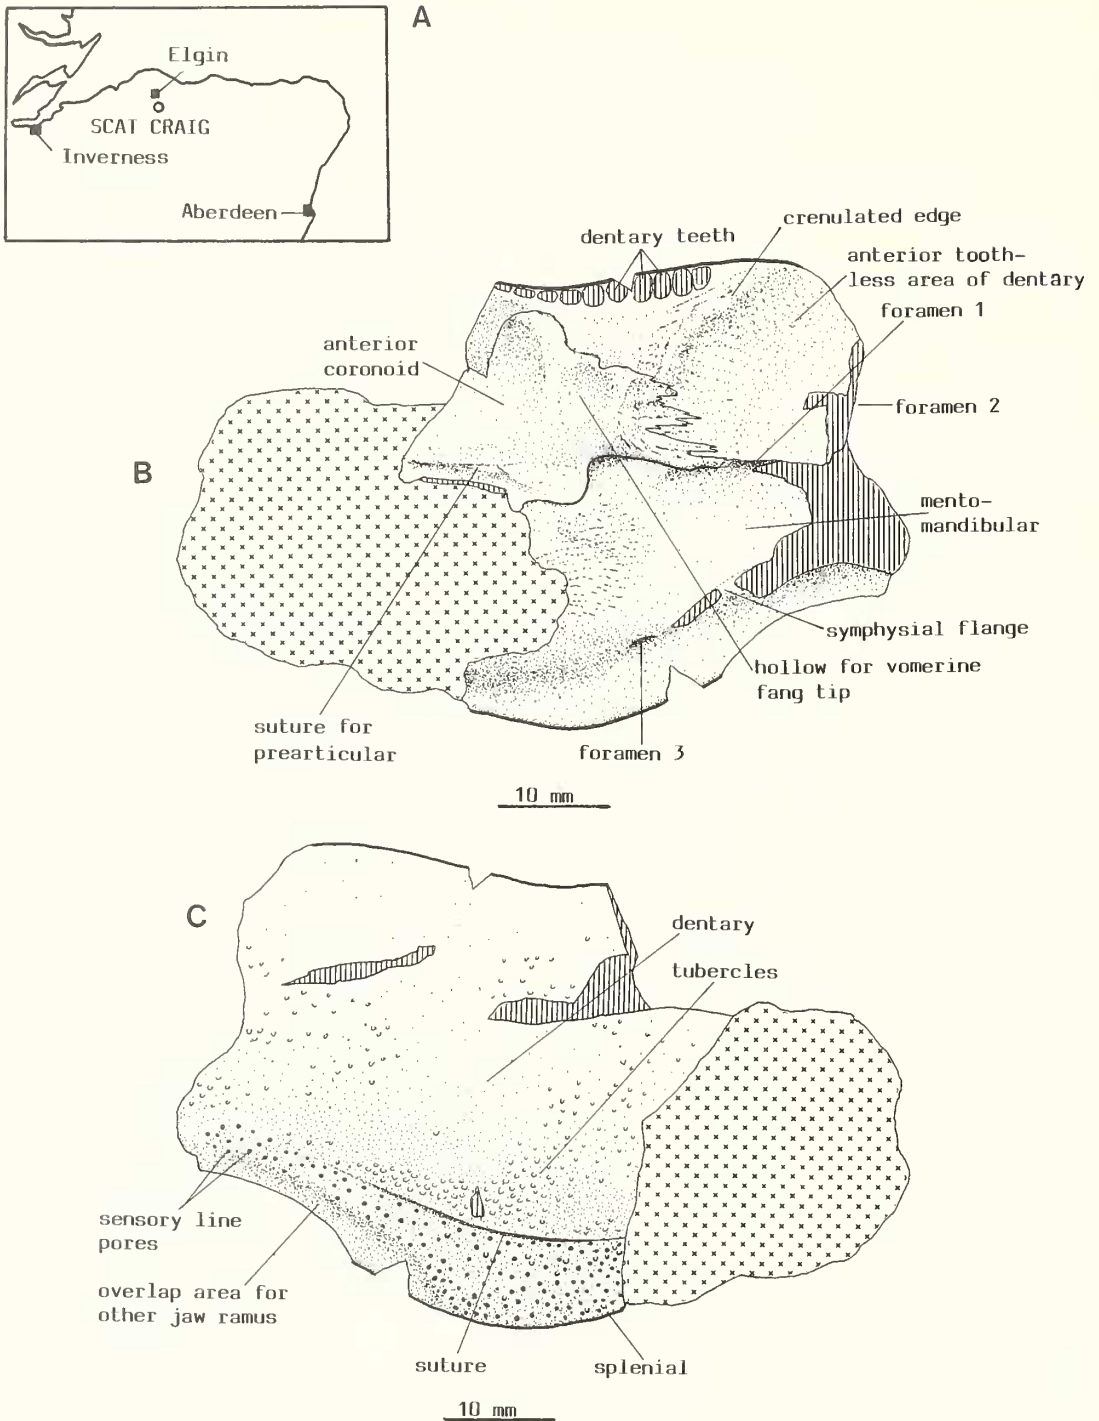 A
Elgin
SCAT CRAIG
Inverness
Aberdeen
B
dentary teeth
crenulated edge
anterior tooth-
less area of dentary
foramen 1
anterior
coronoid
foramen 2
mento-
mandibular
symphysial flange
hollow for vomerine
fang tip
suture for
prearticular
foramen 3
10 mm
C
dentary
tubercles
sensory line
pores
overlap area for
other jaw ramus
suture
splenial
10 mm